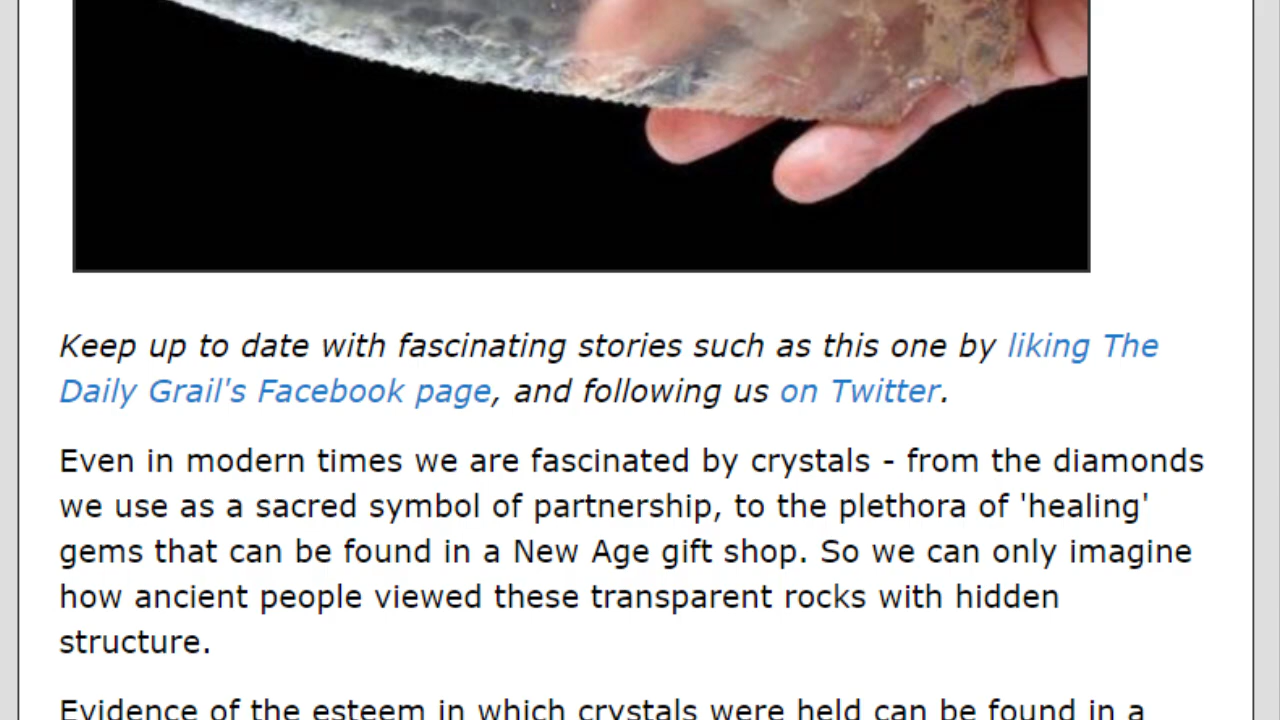 Keep up to date with fascinating stories such as this one by liking The
Daily Grail's Facebook page, and following us on Twitter.
Even in modern times we are fascinated by crystals - from the diamonds
we use as a sacred symbol of partnership, to the plethora of 'healing'
gems that can be found in a New Age gift shop. So we can only imagine
how ancient people viewed these transparent rocks with hidden
structure.
Evidence of the esteem in which crystals were held can be found in a